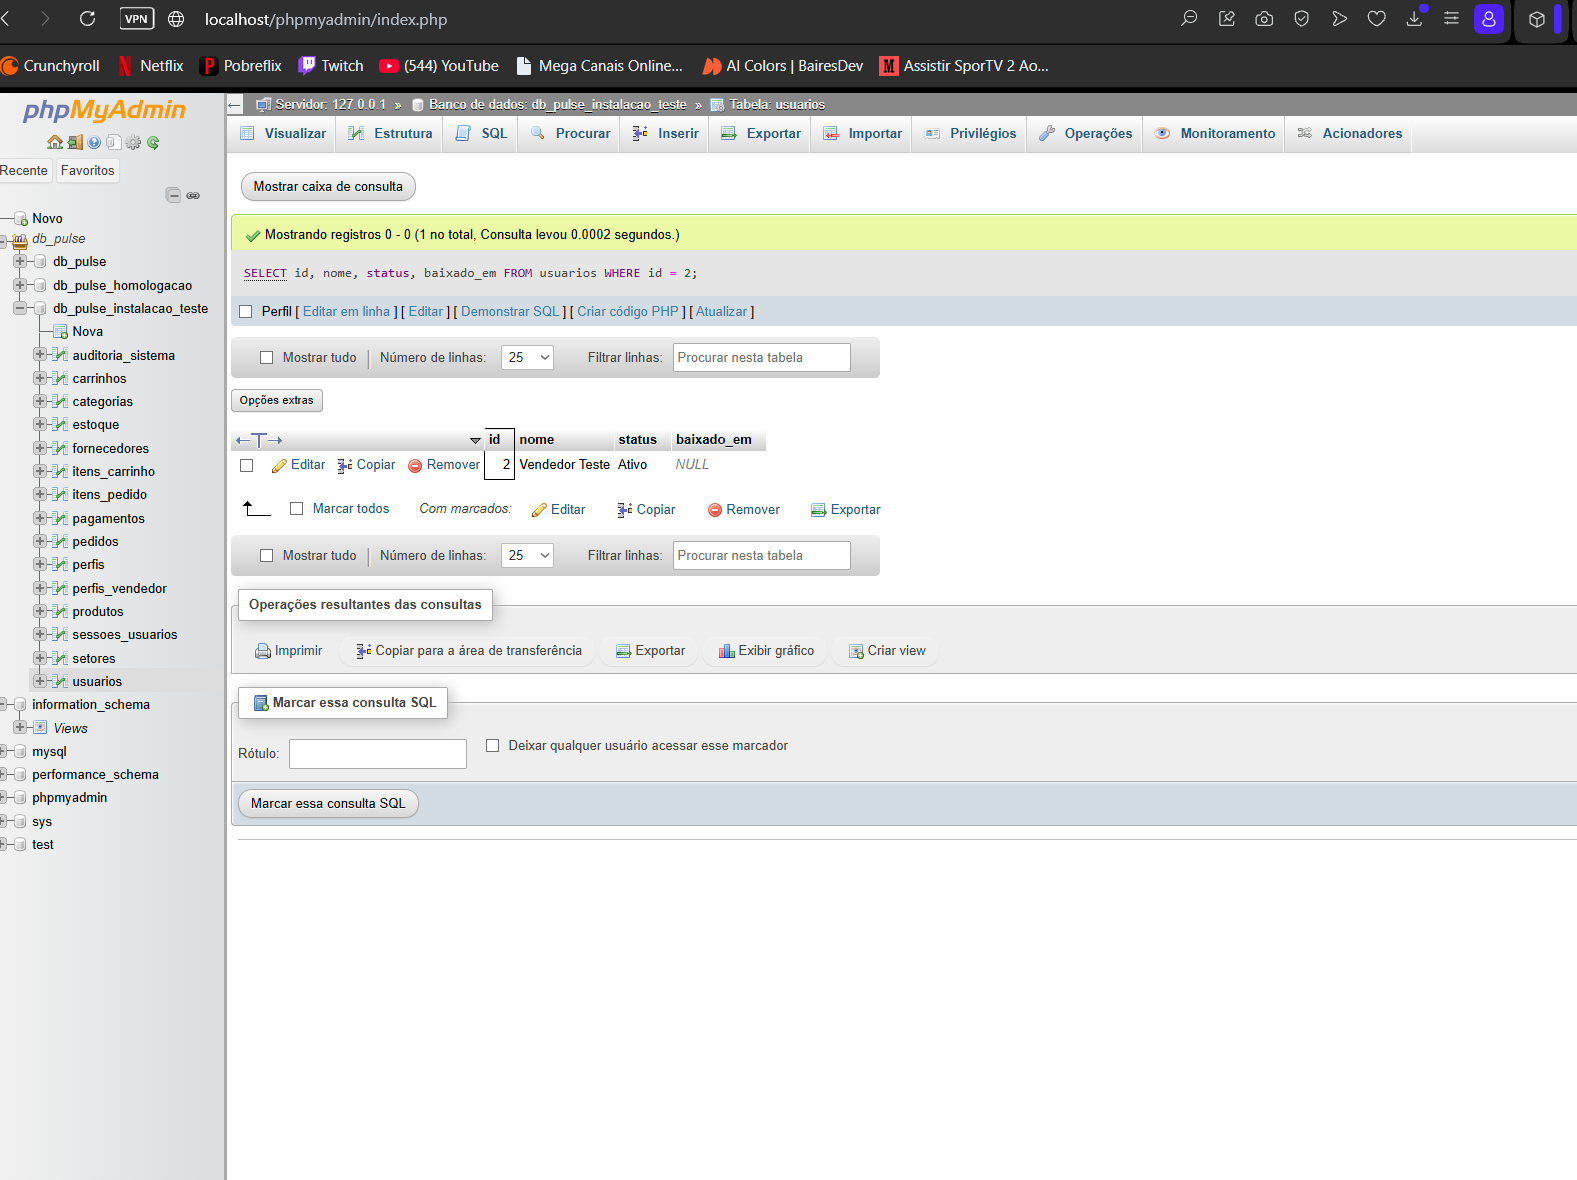 VPN
localhost/phpmyadmin/index.php
Crunchyroll
Netflix
Pobreflix
Twitch
(544) YouTube
Mega Canais Online...
AI Colors | BairesDev
M
Assistir SporTV 2 Ao...
phpMyAdmin
Recente
Favoritos
Novo
db_pulse
db_pulse
db_pulse_homologacao
db_pulse_instalacao_teste
Nova
auditoria_sistema
carrinhos
categorias
estoque
fornecedores
itens_carrinho
itens_pedido
pagamentos
pedidos
perfis
perfis_vendedor
produtos
sessoes_usuarios
setores
usuarios
information_schema
Views
mysql
performance_schema
phpmyadmin
sys
test
Servidor: 127.0.0.1 » Banco de dados: db_pulse_instalacao_teste » Tabela: usuarios
Visualizar Estrutura SQL Procurar Inserir Exportar Importar Privilégios Operações Monitoramento Acionadores
Mostrar caixa de consulta
Mostrando registros 0 - 0 (1 no total, Consulta levou 0.0002 segundos.)
SELECT id, nome, status, baixado_em FROM usuarios WHERE id = 2;
Perfil [ Editar em linha ] [ Editar ] [ Demonstrar SQL ] [ Criar código PHP ] [ Atualizar ]
Mostrar tudo | Número de linhas: 25 Filtrar linhas: Procurar nesta tabela
Opções extras
id nome status baixado_em
Editar Copiar Remover 2 Vendedor Teste Ativo NULL
Marcar todos Com marcados: Editar Copiar Remover Exportar
Mostrar tudo | Número de linhas: 25 Filtrar linhas: Procurar nesta tabela
Operações resultantes das consultas
Imprimir Copiar para a área de transferência Exportar Exibir gráfico Criar view
Marcar essa consulta SQL
Rótulo: Deixar qualquer usuário acessar esse marcador
Marcar essa consulta SQL